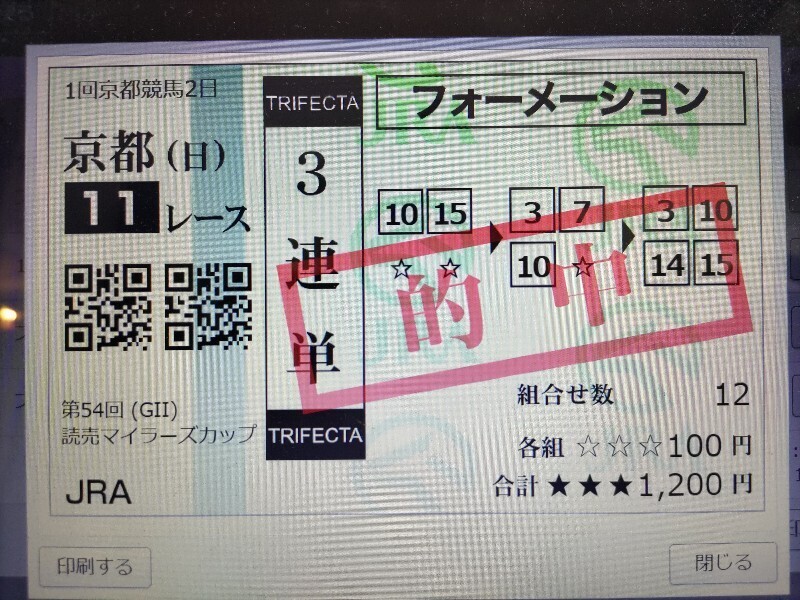 1回京都競馬2日
京都(日)
11レース
第54回(GII)
読売マイラーズカップ
JRA
TRIFECTA
3連単
TRIFECTA
フォーメーション
10 15 ▶ 3 7 ▶ 3 10
☆ ☆ 10 ☆ 14 15
的中
JRA
JRA
組合せ数 12
各組 ☆☆☆100円
合計 ★★★1,200円
印刷する
閉じる